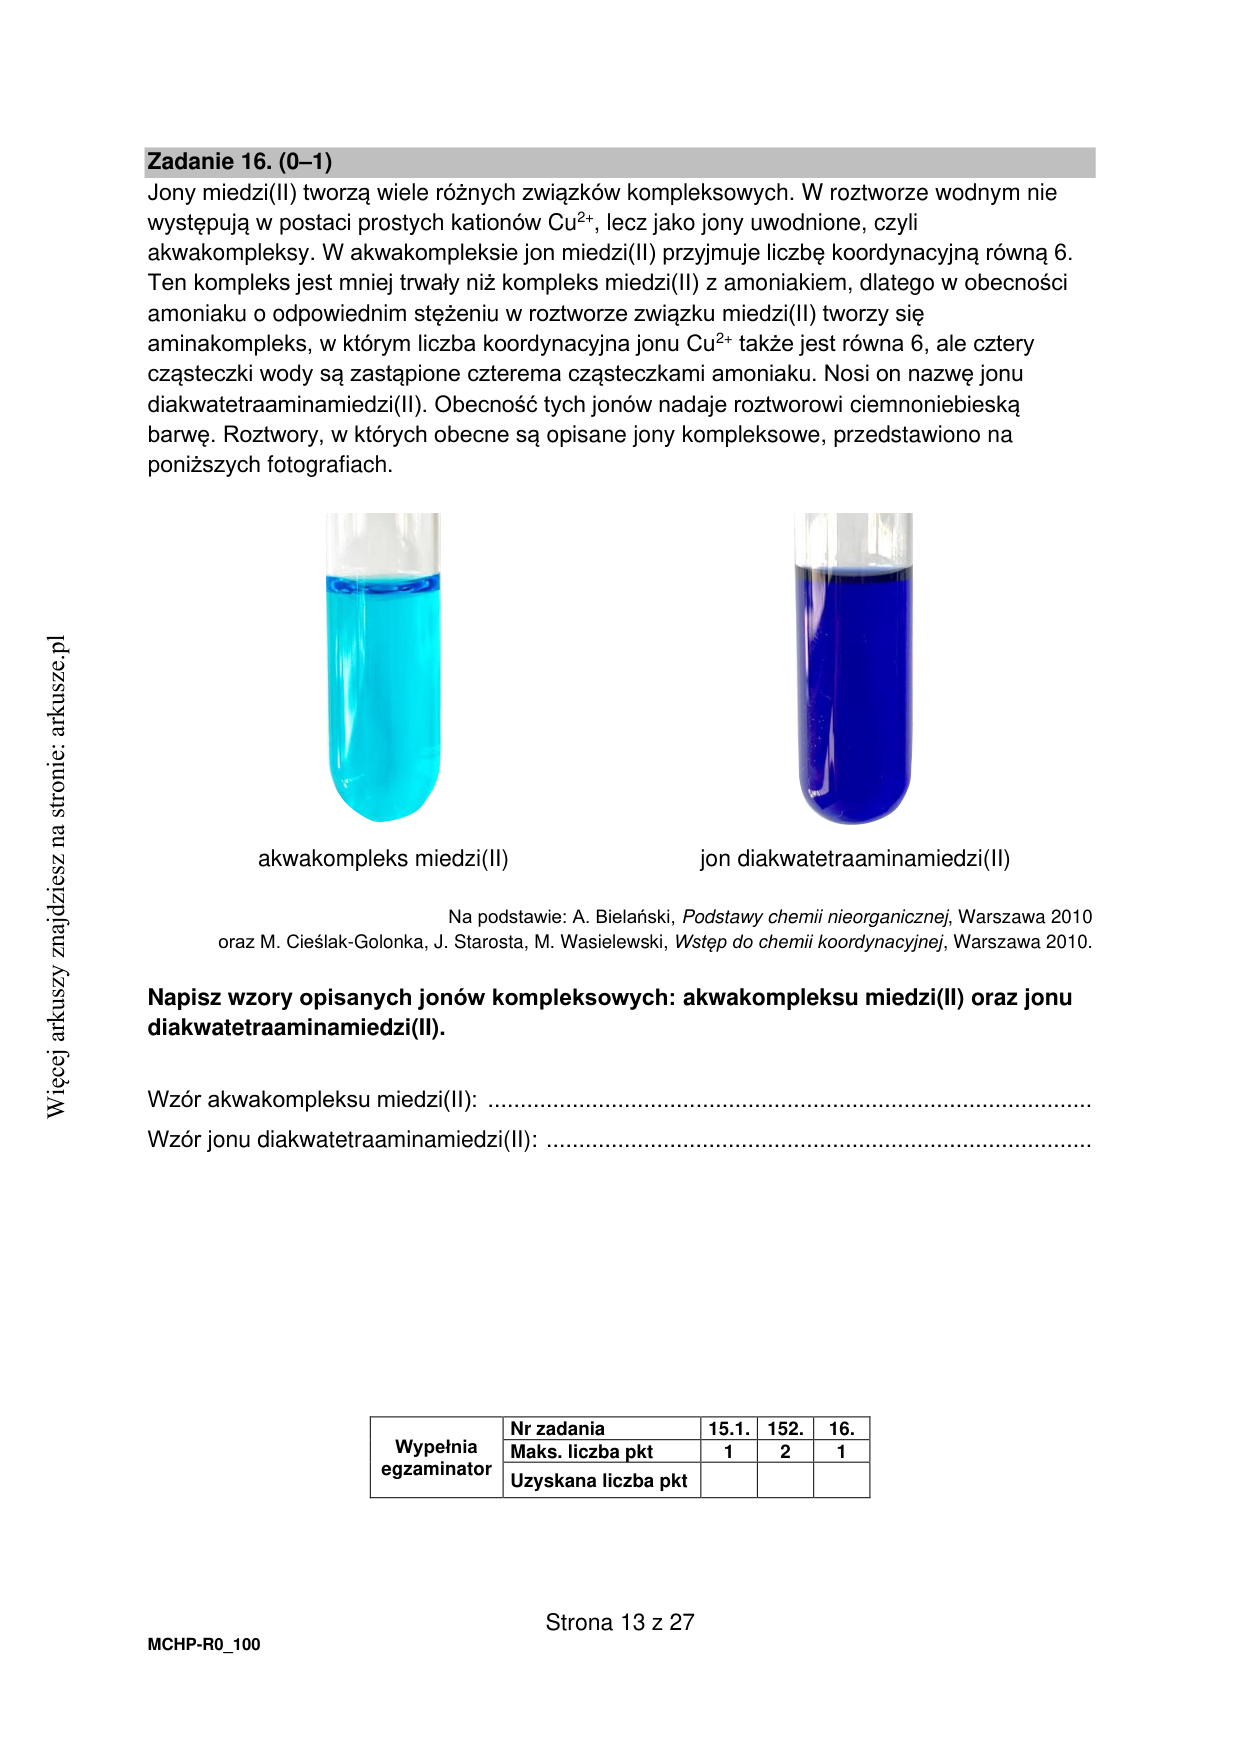 Zadanie 16. (0–1)
Jony miedzi(II) tworzą wiele różnych związków kompleksowych. W roztworze wodnym nie
występują w postaci prostych kationów Cu²⁺, lecz jako jony uwodnione, czyli
akwakompleksy. W akwakompleksie jon miedzi(II) przyjmuje liczbę koordynacyjną równą 6.
Ten kompleks jest mniej trwały niż kompleks miedzi(II) z amoniakiem, dlatego w obecności
amoniaku o odpowiednim stężeniu w roztworze związku miedzi(II) tworzy się
aminakompleks, w którym liczba koordynacyjna jonu Cu²⁺ także jest równa 6, ale cztery
cząsteczki wody są zastąpione czterema cząsteczkami amoniaku. Nosi on nazwę jonu
diakwatetraaminamiedzi(II). Obecność tych jonów nadaje roztworowi ciemnoniebieską
barwę. Roztwory, w których obecne są opisane jony kompleksowe, przedstawiono na
poniższych fotografiach.
akwakompleks miedzi(II) jon diakwatetraaminamiedzi(II)
Na podstawie: A. Bielański, Podstawy chemii nieorganicznej, Warszawa 2010
oraz M. Cieślak-Golonka, J. Starosta, M. Wasielewski, Wstęp do chemii koordynacyjnej, Warszawa 2010.
Napisz wzory opisanych jonów kompleksowych: akwakompleksu miedzi(II) oraz jonu
diakwatetraaminamiedzi(II).
Wzór akwakompleksu miedzi(II): .............................................................................................
Wzór jonu diakwatetraaminamiedzi(II): ....................................................................................
Wypełnia
egzaminator
Nr zadania 15.1. 152. 16.
Maks. liczba pkt 1 2 1
Uzyskana liczba pkt
Strona 13 z 27
MCHP-R0_100
Więcej arkuszy znajdziesz na stronie: arkusze.pl